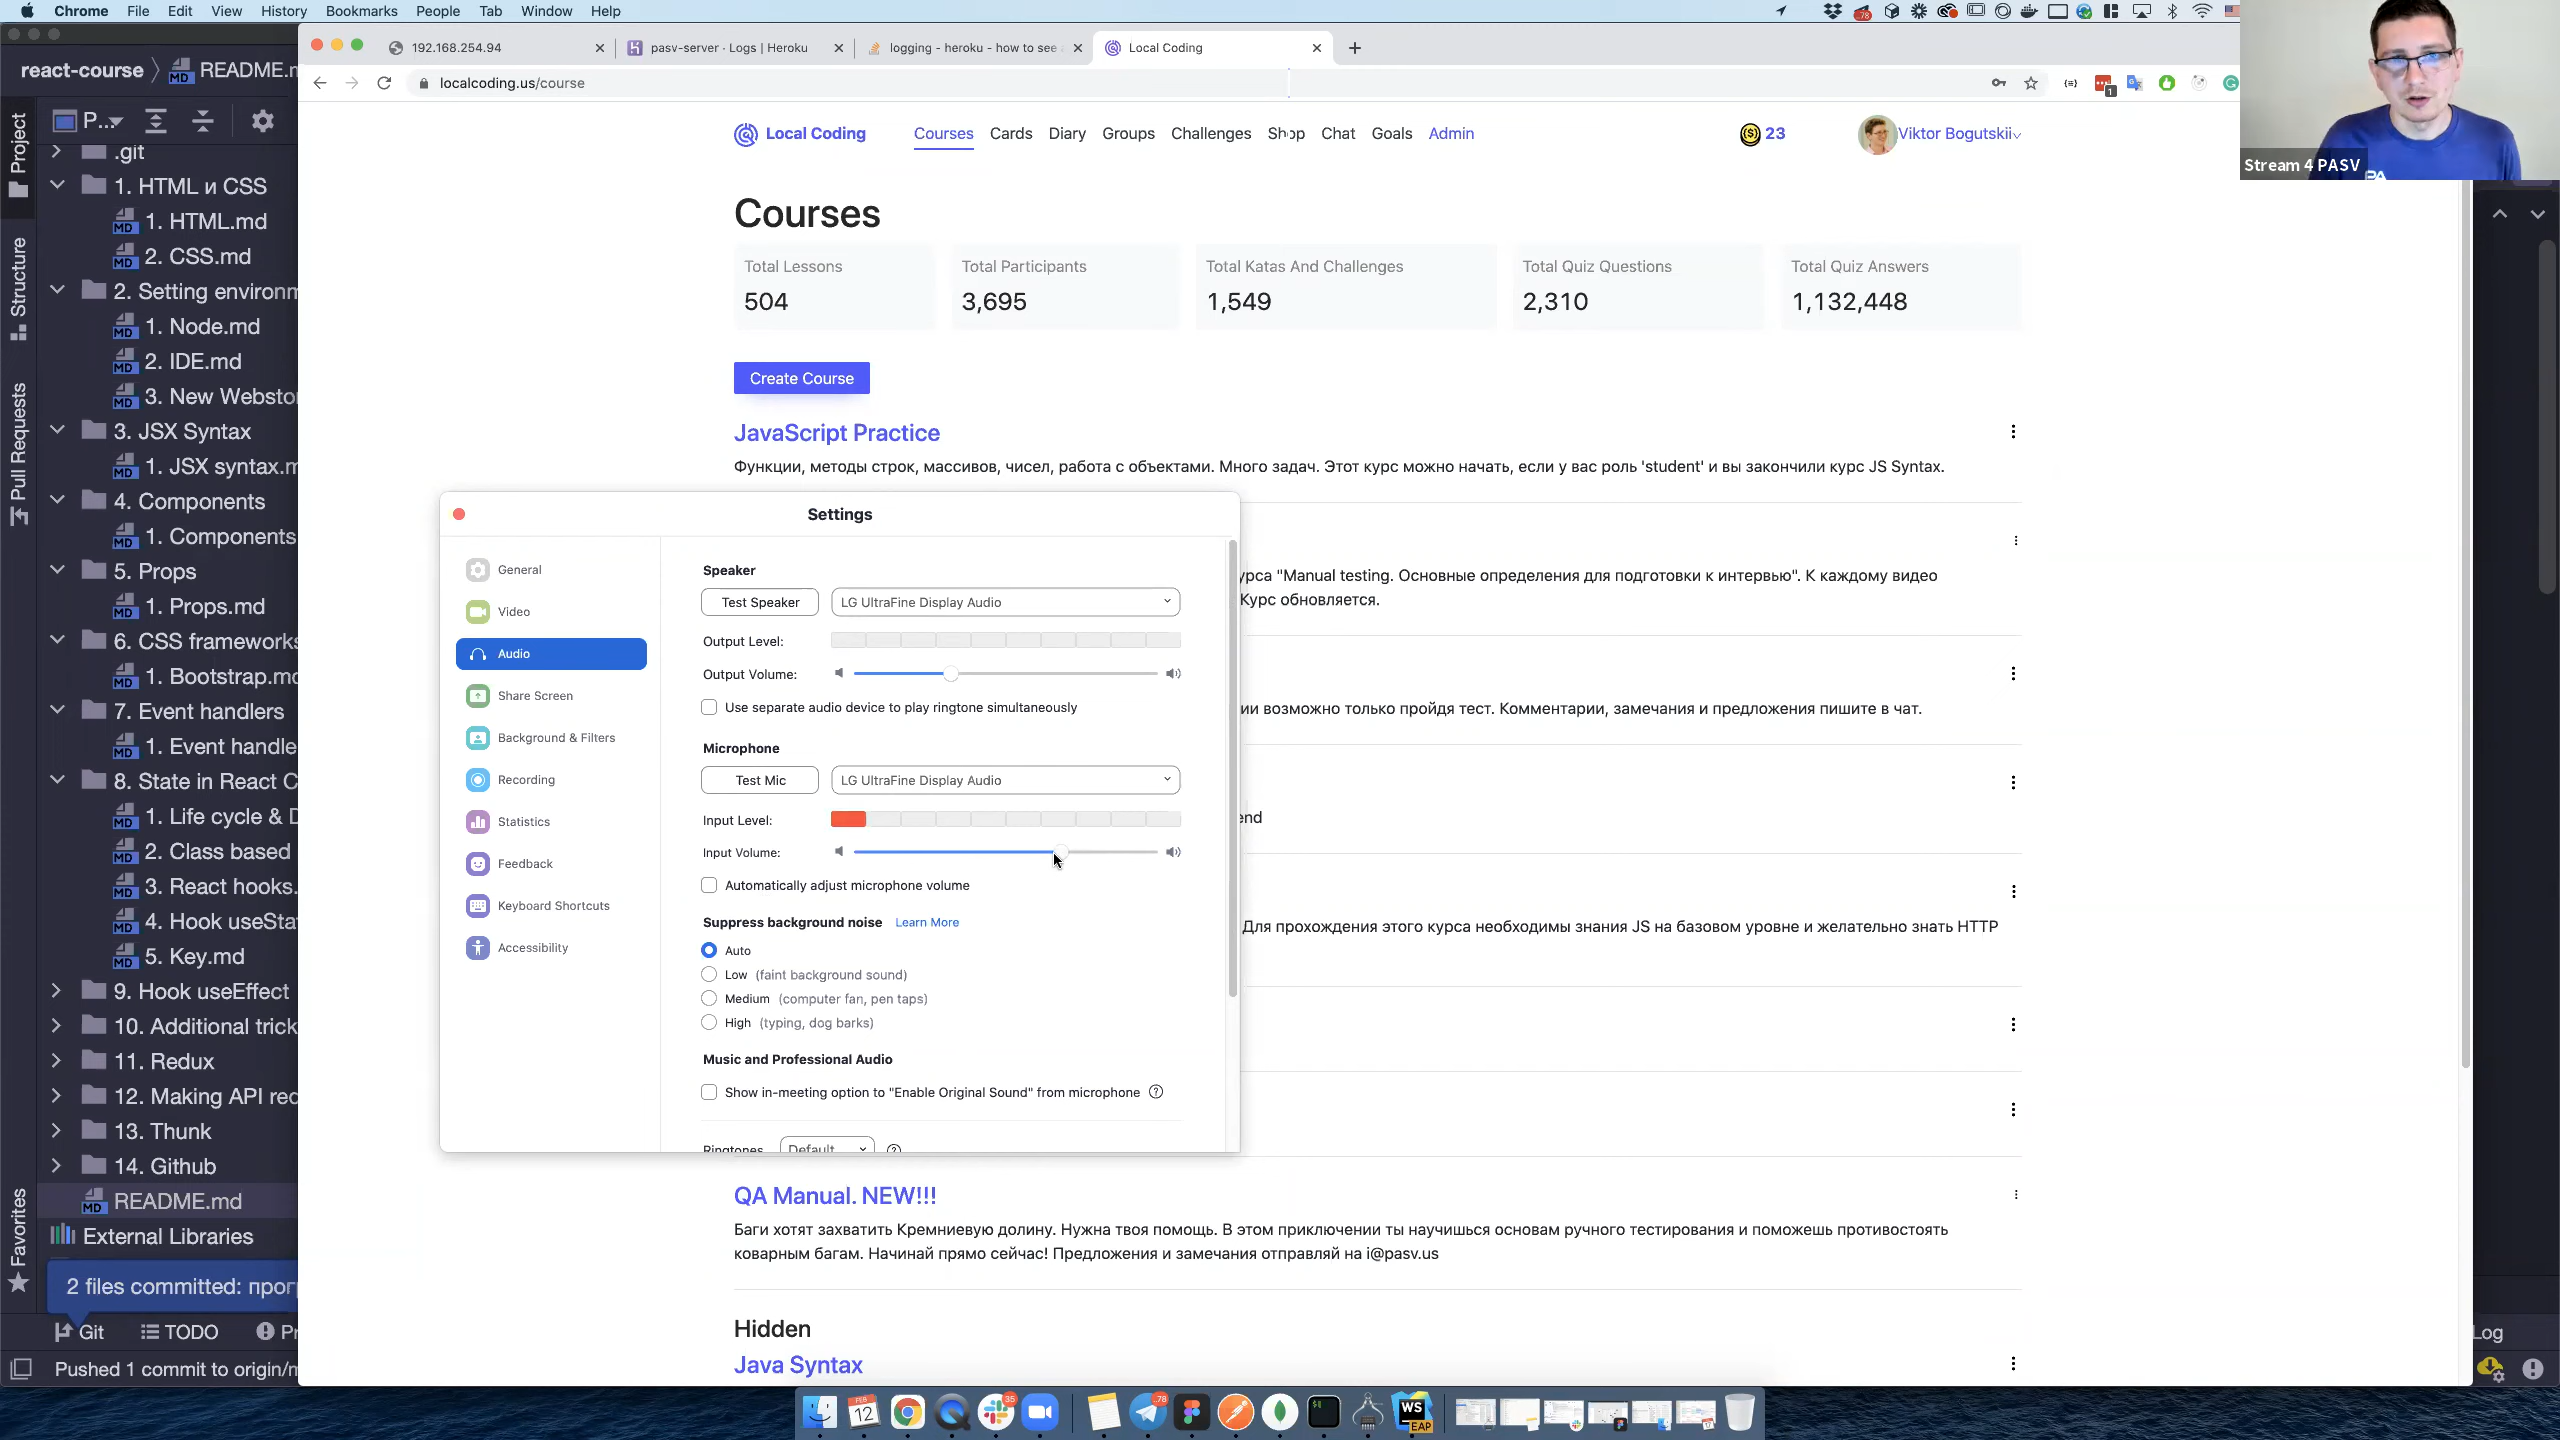 Chrome File Edit View History Bookmarks People Tab Window Help
78
react-course
README.m
P...
Project
Structure
Pull Requests
Favorites
.git
1. HTML и CSS
1. HTML.md
2. CSS.md
2. Setting environm
1. Node.md
2. IDE.md
3. New Websto
3. JSX Syntax
1. JSX syntax.m
4. Components
1. Components
5. Props
1. Props.md
6. CSS frameworks
1. Bootstrap.md
7. Event handlers
1. Event handle
8. State in React C
1. Life cycle & D
2. Class based
3. React hooks.
4. Hook useStat
5. Key.md
9. Hook useEffect
10. Additional trick
11. Redux
12. Making API req
13. Thunk
14. Github
README.md
External Libraries
2 files committed: прог
Git TODO Pr
Pushed 1 commit to origin/m
Log
192.168.254.94
pasv-server · Logs | Heroku
logging - heroku - how to see
Local Coding
localcoding.us/course
Stream 4 PASV
PA
Local Coding
Courses Cards Diary Groups Challenges Shop Chat Goals Admin
23
Viktor Bogutskii
Courses
Total Lessons
504
Total Participants
3,695
Total Katas And Challenges
1,549
Total Quiz Questions
2,310
Total Quiz Answers
1,132,448
Create Course
JavaScript Practice
Функции, методы строк, массивов, чисел, работа с объектами. Много задач. Этот курс можно начать, если у вас роль 'student' и вы закончили курс JS Syntax.
урса "Manual testing. Основные определения для подготовки к интервью". К каждому видео
Курс обновляется.
ии возможно только пройдя тест. Комментарии, замечания и предложения пишите в чат.
end
Для прохождения этого курса необходимы знания JS на базовом уровне и желательно знать HTTP
Settings
General
Video
Audio
Share Screen
Background & Filters
Recording
Statistics
Feedback
Keyboard Shortcuts
Accessibility
Speaker
Test Speaker
LG UltraFine Display Audio
Output Level:
Output Volume:
Use separate audio device to play ringtone simultaneously
Microphone
Test Mic
LG UltraFine Display Audio
Input Level:
Input Volume:
Automatically adjust microphone volume
Suppress background noise Learn More
Auto
Low (faint background sound)
Medium (computer fan, pen taps)
High (typing, dog barks)
Music and Professional Audio
Show in-meeting option to "Enable Original Sound" from microphone
Ringtones Default
QA Manual. NEW!!!
Баги хотят захватить Кремниевую долину. Нужна твоя помощь. В этом приключении ты научишься основам ручного тестирования и поможешь противостоять
коварным багам. Начинай прямо сейчас! Предложения и замечания отправляй на i@pasv.us
Hidden
Java Syntax
FEB
12
35
78
WS
EAP